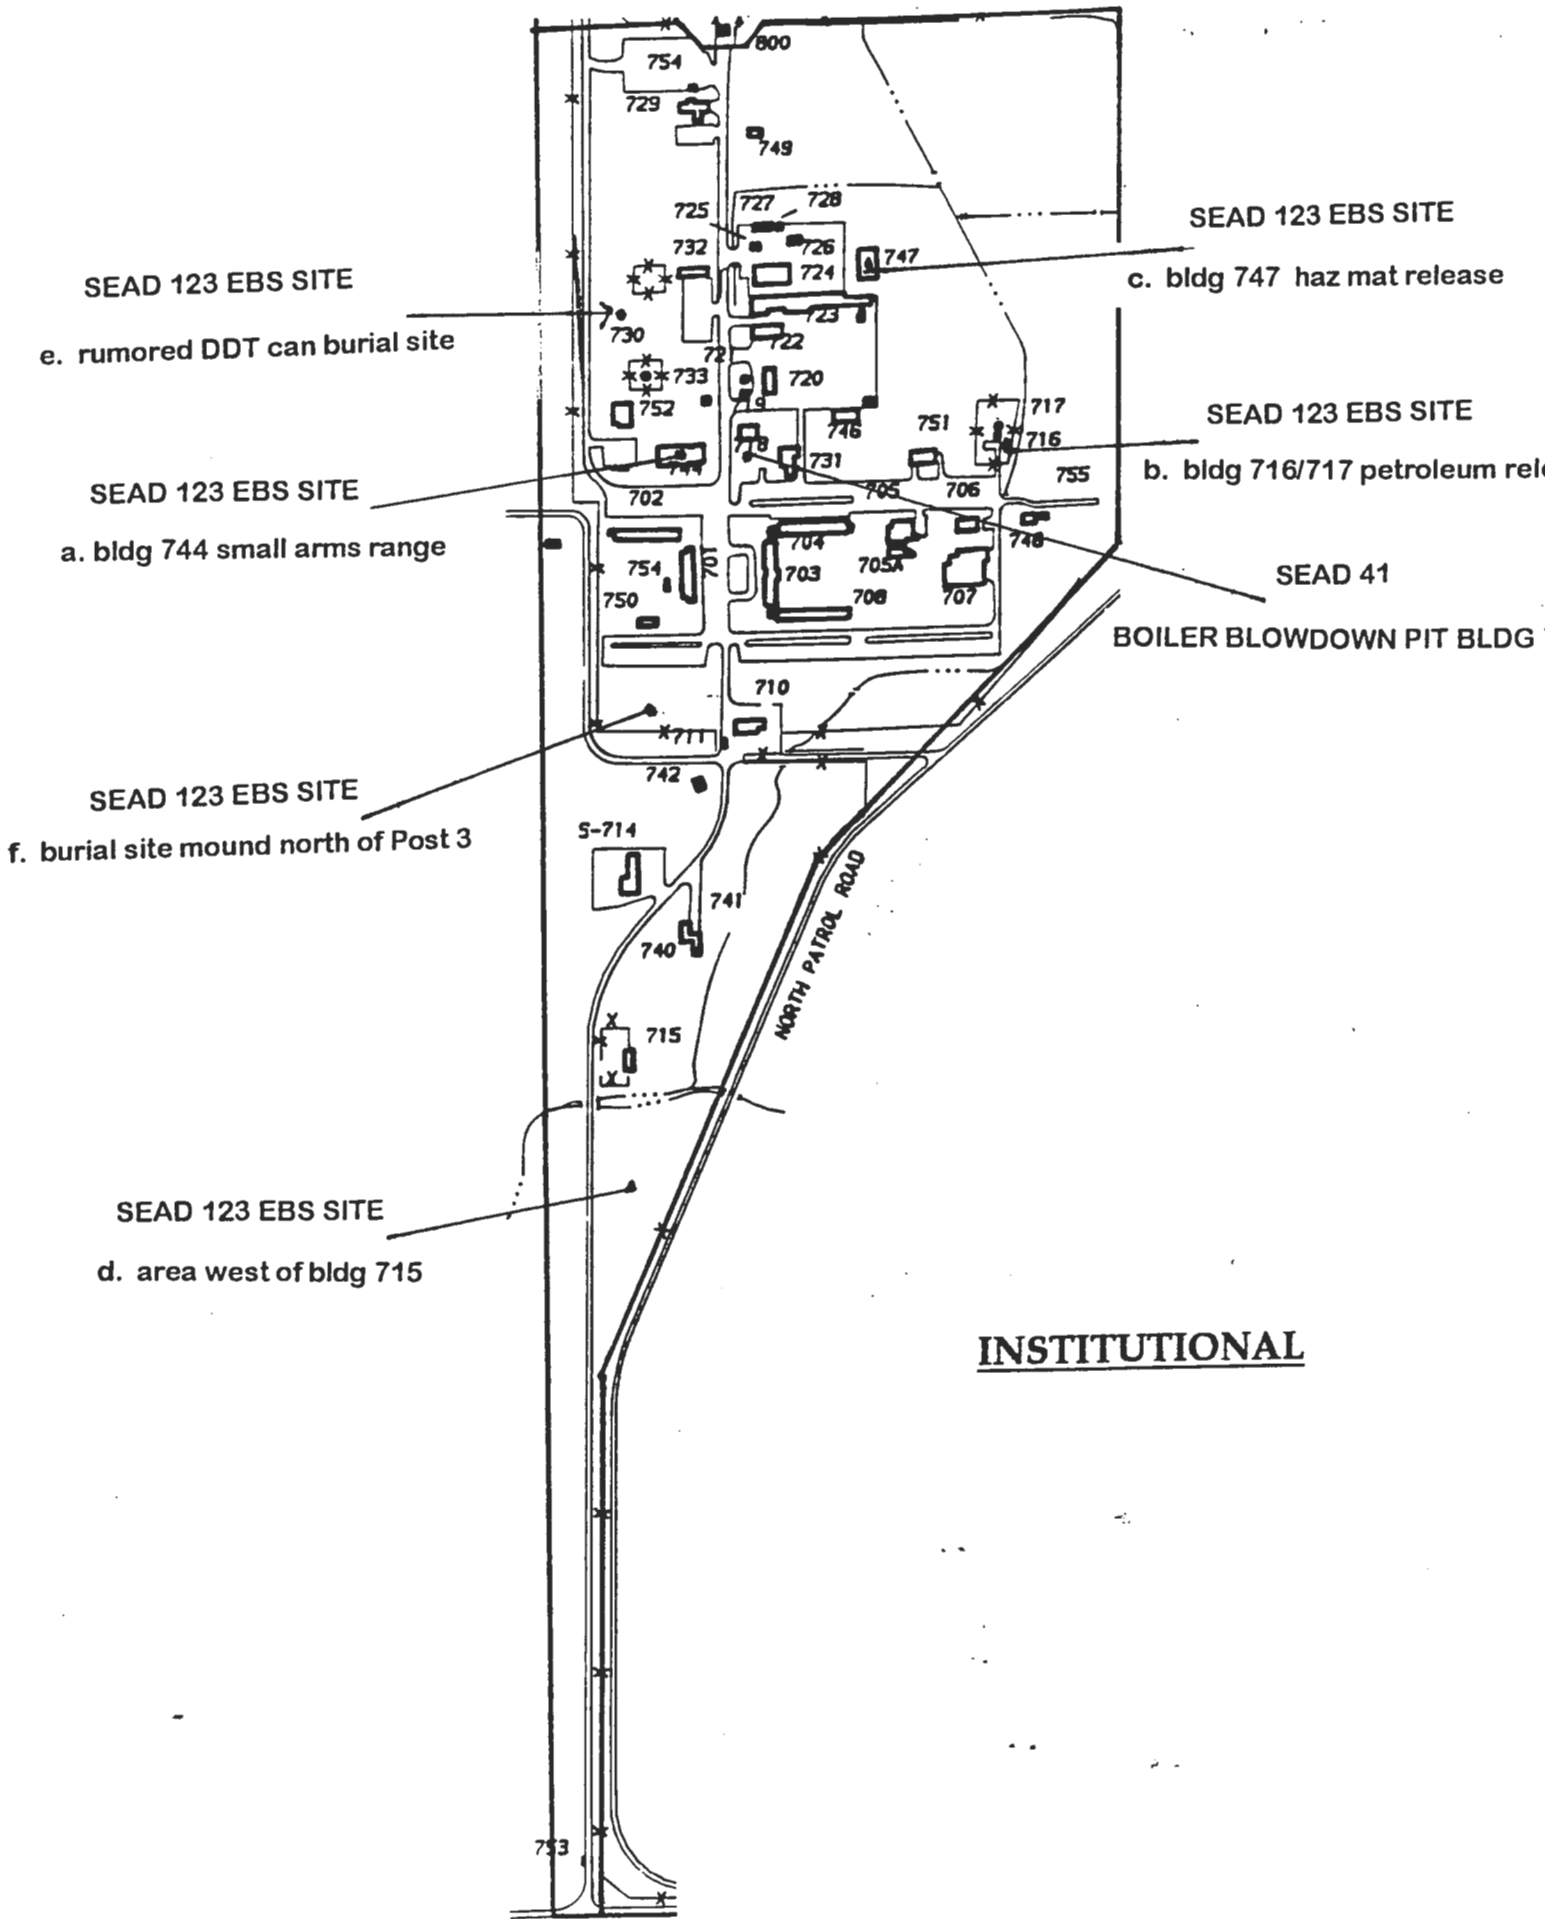 800
754
729
749
727
728
725
SEAD 123 EBS SITE
732
726
747
724
c. bldg 747 haz mat release
SEAD 123 EBS SITE
723
730
722
e. rumored DDT can burial site
72
733
720
752
717
SEAD 123 EBS SITE
746
751
716
731
755
b. bldg 716/717 petroleum rel
SEAD 123 EBS SITE
702
705
706
a. bldg 744 small arms range
704
748
701
754
703
705A
SEAD 41
750
708
707
BOILER BLOWDOWN PIT BLDG
710
711
742
SEAD 123 EBS SITE
f. burial site mound north of Post 3
S-714
741
NORTH PATROL ROAD
740
715
SEAD 123 EBS SITE
d. area west of bldg 715
INSTITUTIONAL
753